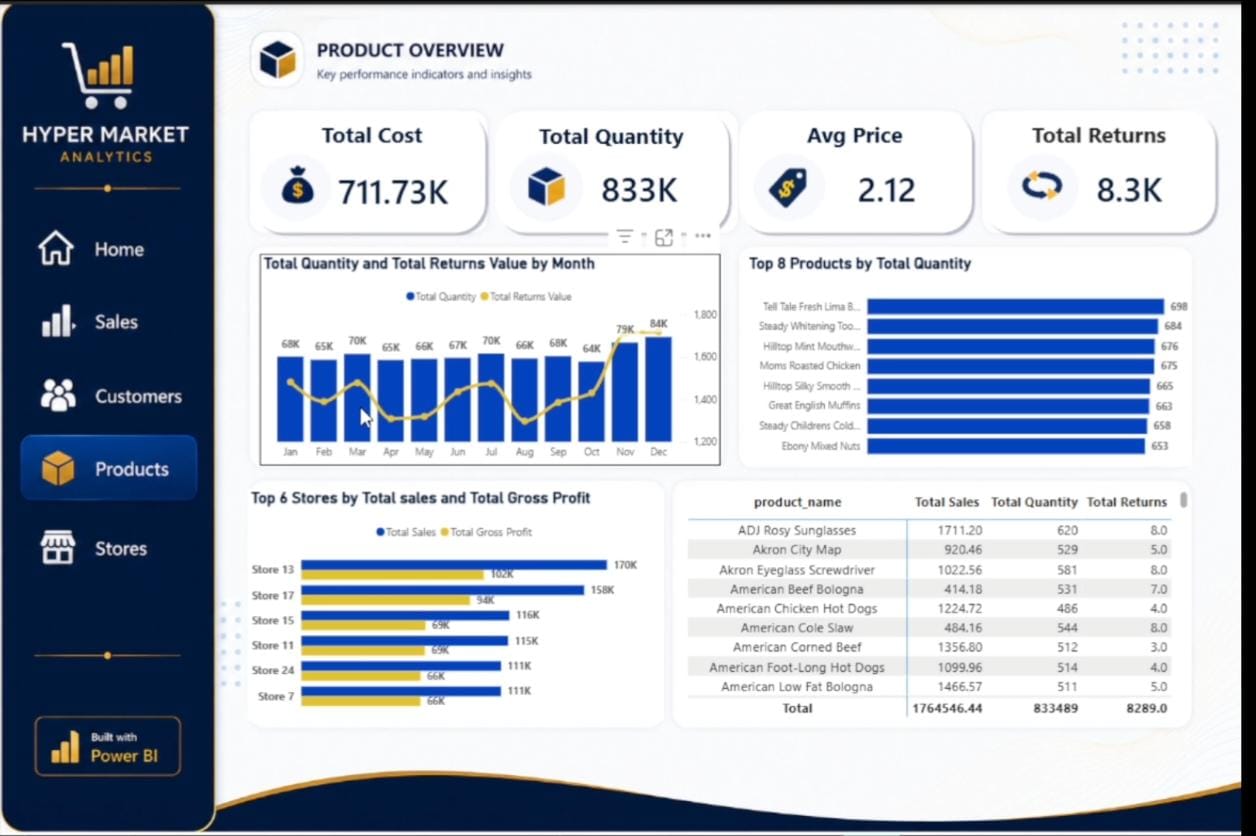 HYPER MARKET
ANALYTICS
Home
Sales
Customers
Products
Stores
Built with
Power BI
PRODUCT OVERVIEW
Key performance indicators and insights
Total Cost
711.73K
Total Quantity
833K
Avg Price
2.12
Total Returns
8.3K
Total Quantity and Total Returns Value by Month
Total Quantity Total Returns Value
68K 65K 70K 65K 66K 67K 70K 66K 68K 64K 79K 84K
1,800
1,600
1,400
1,200
Jan Feb Mar Apr May Jun Jul Aug Sep Oct Nov Dec
Top 8 Products by Total Quantity
Tell Tale Fresh Lima B... 698
Steady Whitening Too... 684
Hilltop Mint Mouthw... 676
Moms Roasted Chicken 675
Hilltop Silky Smooth ... 665
Great English Muffins 663
Steady Childrens Cold... 658
Ebony Mixed Nuts 653
Top 6 Stores by Total sales and Total Gross Profit
Total Sales Total Gross Profit
Store 13 170K
102K
Store 17 158K
94K
Store 15 116K
69K
Store 11 115K
69K
Store 24 111K
66K
Store 7 111K
66K
product_name Total Sales Total Quantity Total Returns
ADJ Rosy Sunglasses 1711.20 620 8.0
Akron City Map 920.46 529 5.0
Akron Eyeglass Screwdriver 1022.56 581 8.0
American Beef Bologna 414.18 531 7.0
American Chicken Hot Dogs 1224.72 486 4.0
American Cole Slaw 484.16 544 8.0
American Corned Beef 1356.80 512 3.0
American Foot-Long Hot Dogs 1099.96 514 4.0
American Low Fat Bologna 1466.57 511 5.0
Total 1764546.44 833489 8289.0